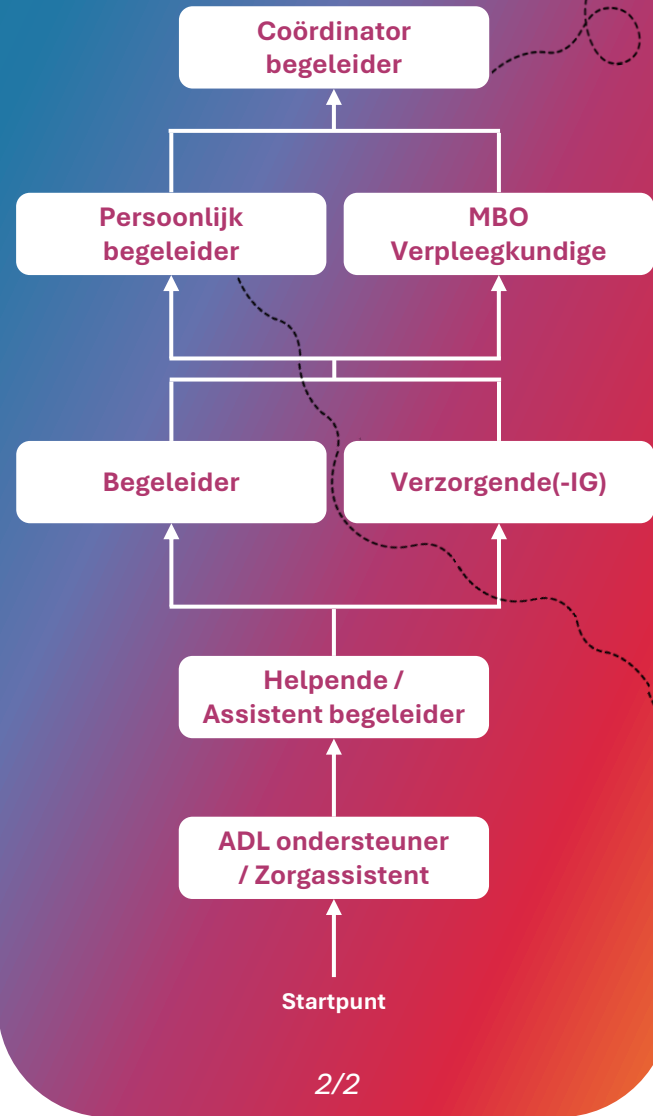 Coördinator
begeleider
Persoonlijk
begeleider
MBO
Verpleegkundige
Begeleider
Verzorgende(-IG)
Helpende /
Assistent begeleider
ADL ondersteuner
/ Zorgassistent
Startpunt
2/2